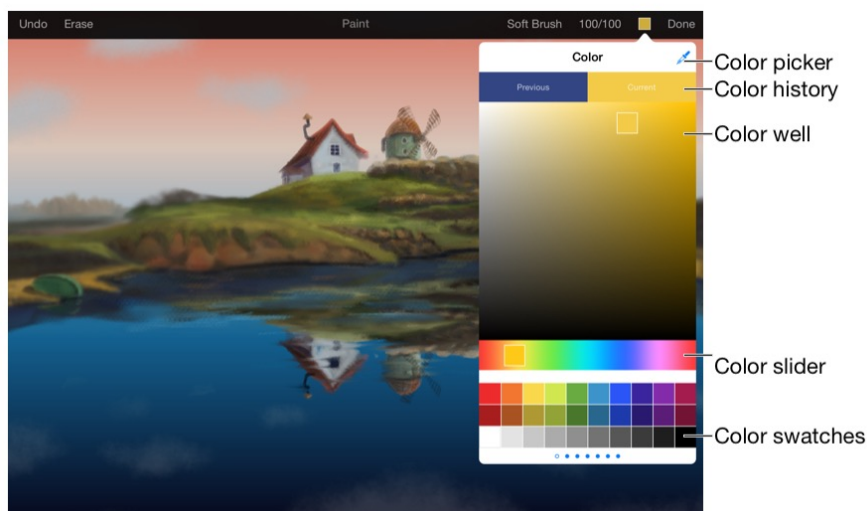 Undo Erase Paint Soft Brush 100/100 Done
Color
Color picker
Previous Current
Color history
Color well
Color slider
Color swatches